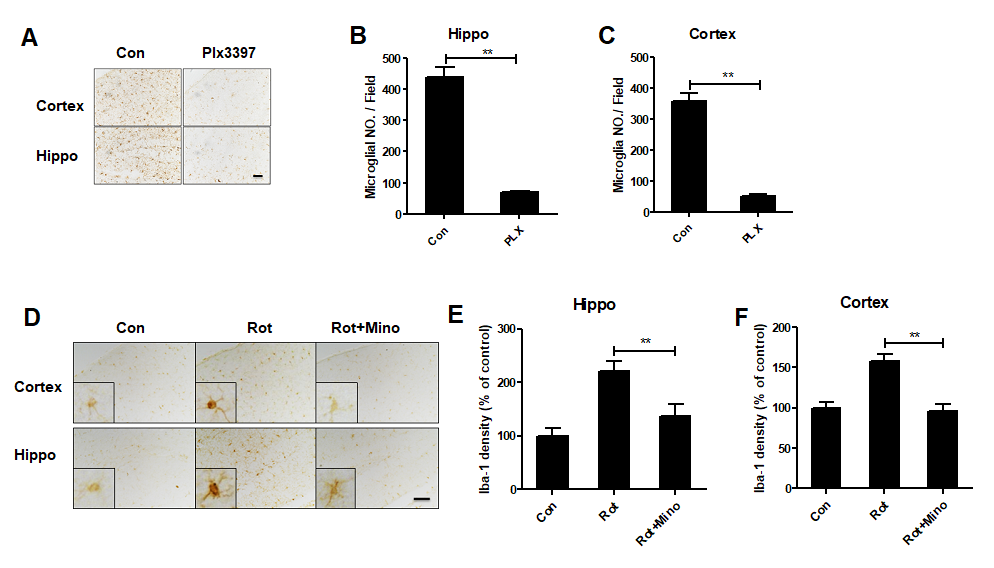 A
Con
Plx3397
Cortex
Hippo
B
Hippo
**
Microglial NO./ Field
500
400
300
200
100
0
Con
PLX
C
Cortex
**
Microglia NO./ Field
500
400
300
200
100
0
Con
PLX
D
Con
Rot
Rot+Mino
Cortex
Hippo
E
Hippo
**
Iba-1 density (% of control)
300
200
100
0
Con
Rot
Rot+Mino
F
Cortex
**
Iba-1 density (% of control)
200
150
100
50
0
Con
Rot
Rot+Mino